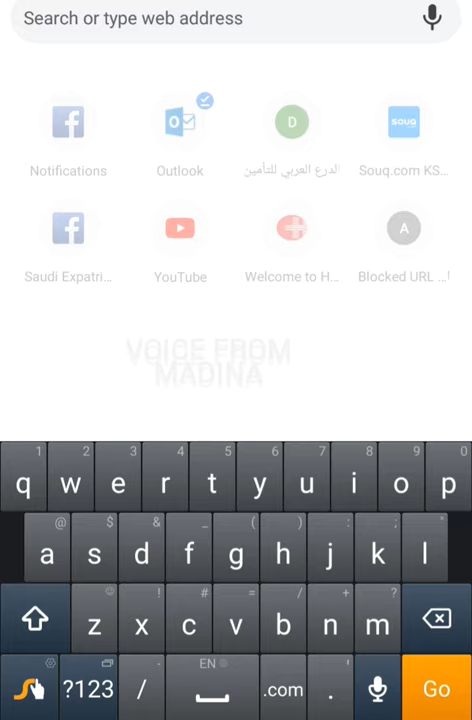 Search or type web address
Notifications
Outlook
الدرع العربي للتأمين
Souq.com KS...
Saudi Expatri...
YouTube
Welcome to H...
Blocked URL ...ا
VOICE FROM
MADINA
1 2 3 4 5 6 7 8 9 0
q w e r t y u i o p
@ $ & _ ( ) : ; "
a s d f g h j k l
! # = / + ?
z x c v b n m
EN
?123 / .com . Go